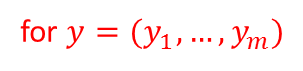 for y = (y₁, …, yₘ)